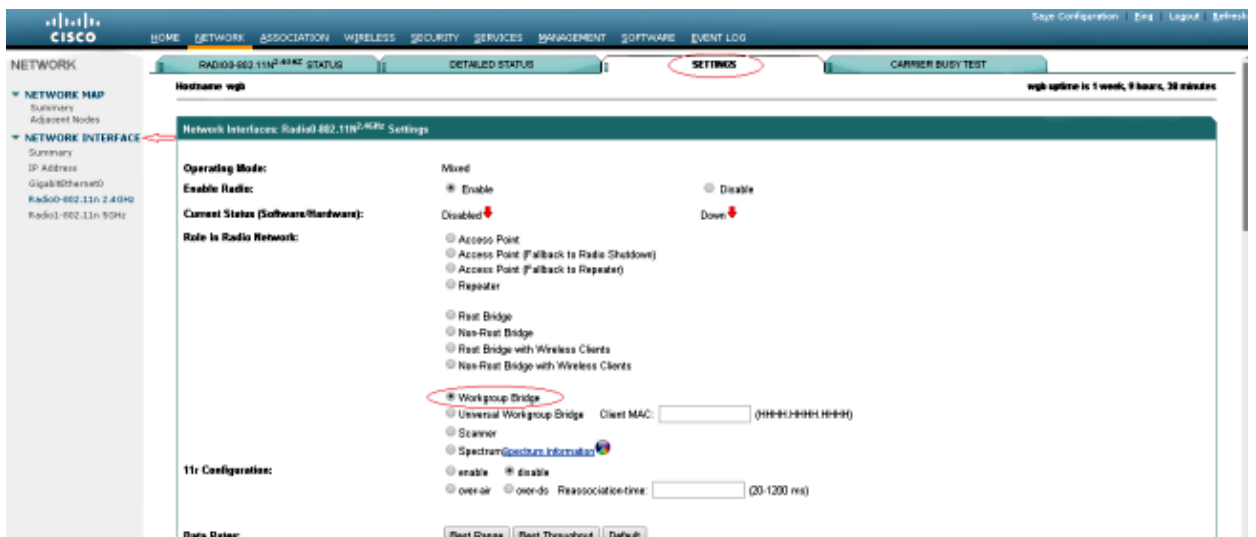 Save Configuration | Ping | Logout | Refresh
CISCO
HOME NETWORK ASSOCIATION WIRELESS SECURITY SERVICES MANAGEMENT SOFTWARE EVENT LOG
NETWORK
RADIO0-802.11N2.4GHZ STATUS
DETAILED STATUS
SETTINGS
CARRIER BUSY TEST
NETWORK MAP
Summary
Adjacent Nodes
NETWORK INTERFACE
Summary
IP Address
GigabitEthernet0
Radio0-802.11n 2.4GHz
Radio1-802.11n 5GHz
Hostname wgb
wgb uptime is 1 week, 9 hours, 38 minutes
Network Interfaces: Radio0-802.11N2.4GHz Settings
Operating Mode: Mixed
Enable Radio: Enable Disable
Current Status (Software/Hardware): Disabled Down
Role in Radio Network: Access Point
Access Point (Fallback to Radio Shutdown)
Access Point (Fallback to Repeater)
Repeater
Root Bridge
Non-Root Bridge
Root Bridge with Wireless Clients
Non-Root Bridge with Wireless Clients
Workgroup Bridge
Universal Workgroup Bridge Client MAC: (HHHH.HHHH.HHHH)
Scanner
Spectrum Spectrum Information
11r Configuration: enable disable
over-air over-ds Reassociation-time: (20-1200 ms)
Data Rates: Best Range Best Throughput Default